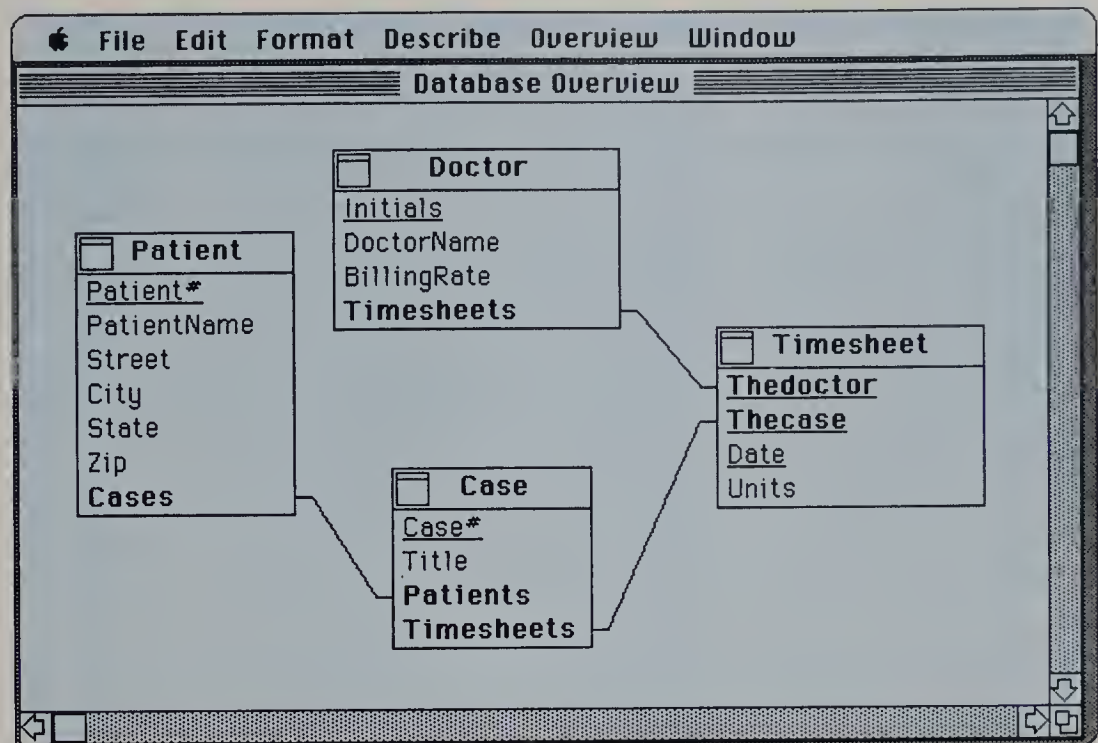 File Edit Format Describe Overview Window
Database Overview
Doctor
Initials
DoctorName
BillingRate
Timesheets
Patient
Patient#
PatientName
Street
City
State
Zip
Cases
Timesheet
Thedoctor
Thecase
Date
Units
Case
Case#
Title
Patients
Timesheets